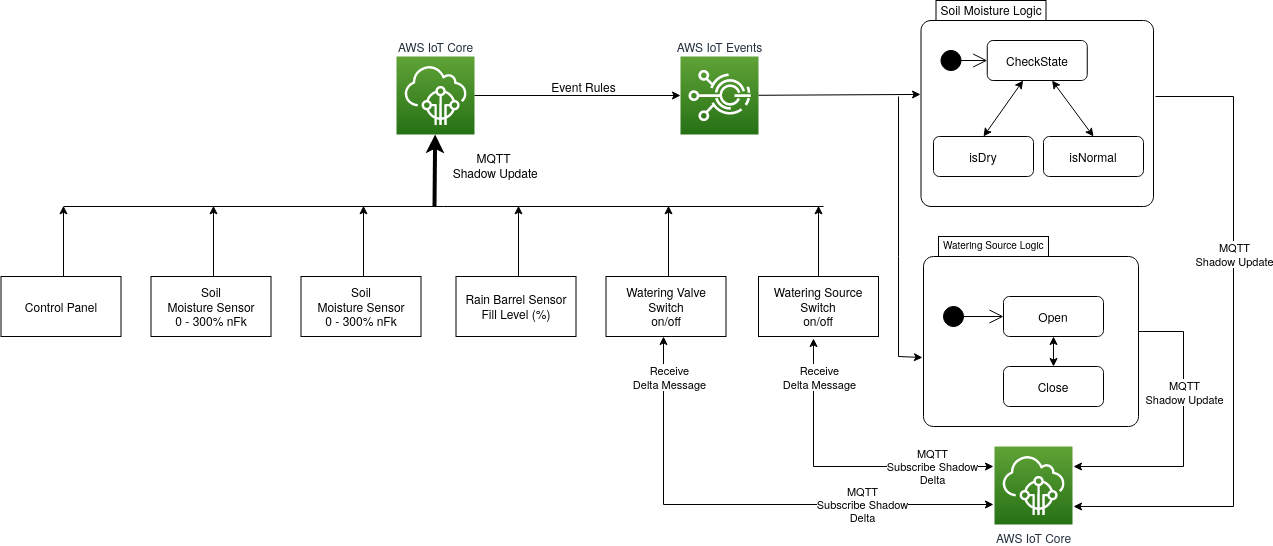 Soil Moisture Logic
AWS IoT Core
AWS IoT Events
CheckState
Event Rules
isDry
isNormal
MQTT
Shadow Update
Watering Source Logic
MQTT
Shadow Update
Control Panel
Soil
Moisture Sensor
0 - 300% nFk
Soil
Moisture Sensor
0 - 300% nFk
Rain Barrel Sensor
Fill Level (%)
Watering Valve
Switch
on/off
Watering Source
Switch
on/off
Open
Close
Receive
Delta Message
Receive
Delta Message
MQTT
Shadow Update
MQTT
Subscribe Shadow
Delta
MQTT
Subscribe Shadow
Delta
AWS IoT Core